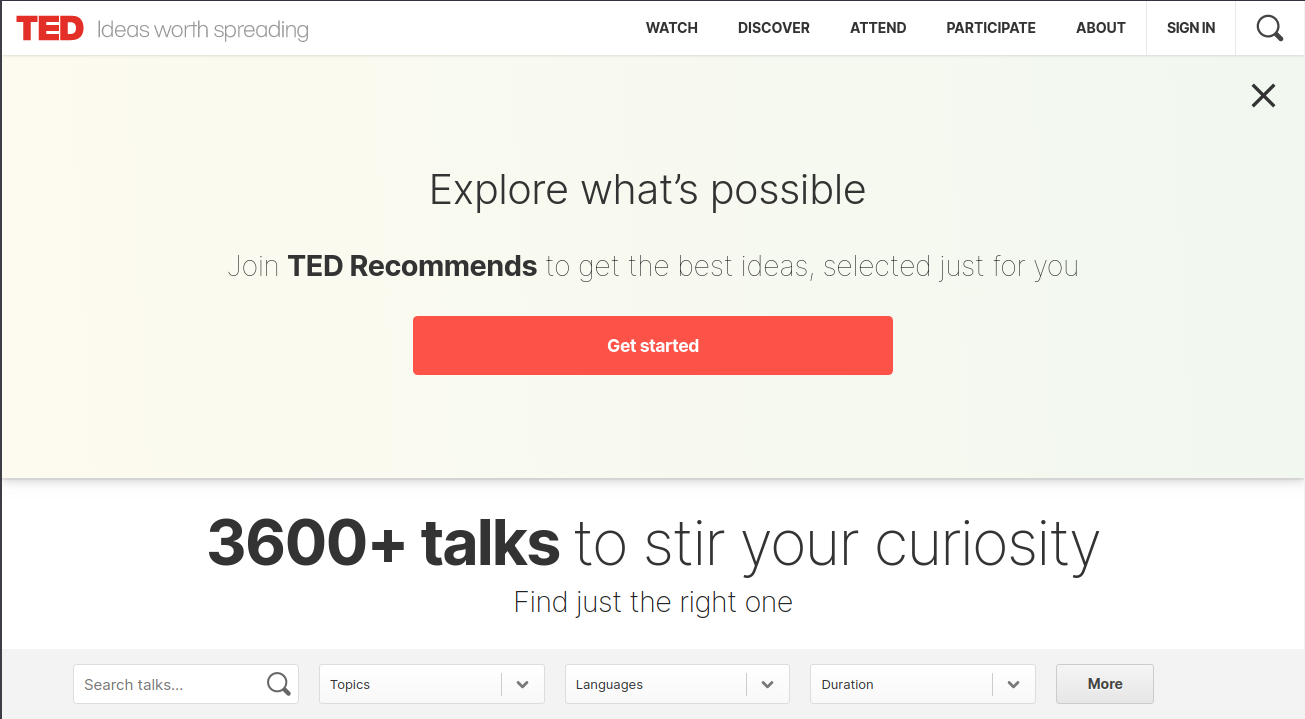 TED Ideas worth spreading WATCH DISCOVER ATTEND PARTICIPATE ABOUT SIGN IN
Explore what’s possible
Join TED Recommends to get the best ideas, selected just for you
Get started
3600+ talks to stir your curiosity
Find just the right one
Search talks... Topics Languages Duration More